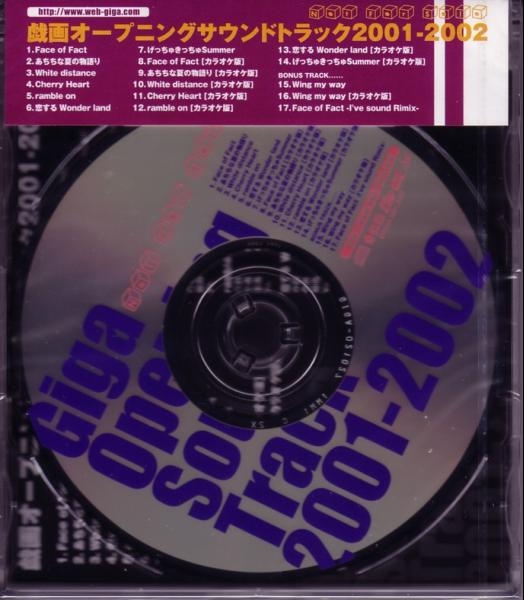 http://www.web-giga.com
Not For Sale
戯画オープニングサウンドトラック2001-2002
1.Face of Fact
2.あちちな夏の物語り
3.White distance
4.Cherry Heart
5.ramble on
6.恋する Wonder land
7.げっちゅきっちゅSummer
8.Face of Fact [カラオケ版]
9.あちちな夏の物語り [カラオケ版]
10.White distance [カラオケ版]
11.Cherry Heart [カラオケ版]
12.ramble on [カラオケ版]
13.恋する Wonder land [カラオケ版]
14.げっちゅきっちゅSummer [カラオケ版]
BONUS TRACK......
15.Wing my way
16.Wing my way [カラオケ版]
17.Face of Fact -I've sound Rimix-
Giga
Opening
Sound
Track
2001-2002